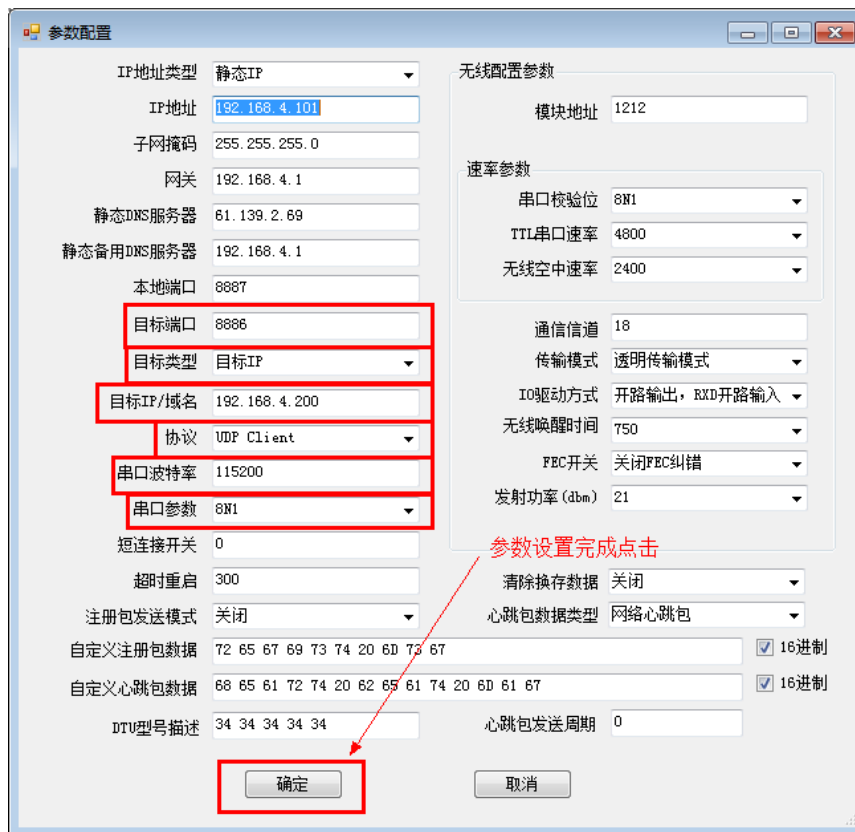 参数配置
IP地址类型 静态IP
IP地址 192.168.4.101
子网掩码 255.255.255.0
网关 192.168.4.1
静态DNS服务器 61.139.2.69
静态备用DNS服务器 192.168.4.1
本地端口 8887
目标端口 8886
目标类型 目标IP
目标IP/域名 192.168.4.200
协议 UDP Client
串口波特率 115200
串口参数 8N1
短连接开关 0
超时重启 300
注册包发送模式 关闭
无线配置参数
模块地址 1212
速率参数
串口校验位 8N1
TTL串口速率 4800
无线空中速率 2400
通信信道 18
传输模式 透明传输模式
IO驱动方式 开路输出，RXD开路输入
无线唤醒时间 750
FEC开关 关闭FEC纠错
发射功率(dbm) 21
参数设置完成点击
清除换存数据 关闭
心跳包数据类型 网络心跳包
自定义注册包数据 72 65 67 69 73 74 20 6D 73 67 16进制
自定义心跳包数据 68 65 61 72 74 20 62 65 61 74 20 6D 61 67 16进制
DTU型号描述 34 34 34 34 34 心跳包发送周期 0
确定 取消